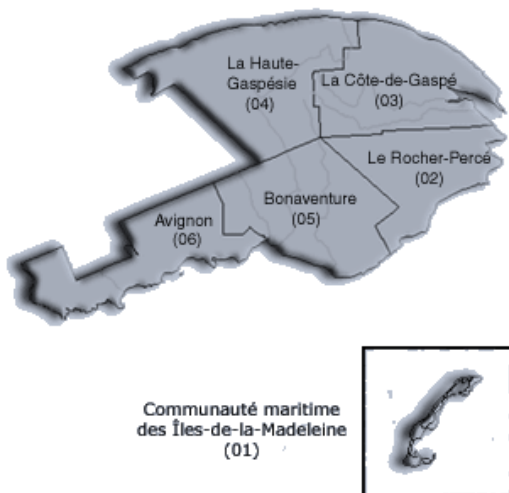 La Haute-
Gaspésie
(04)
La Côte-de-Gaspé
(03)
Le Rocher-Percé
(02)
Bonaventure
(05)
Avignon
(06)
Communauté maritime
des Îles-de-la-Madeleine
(01)